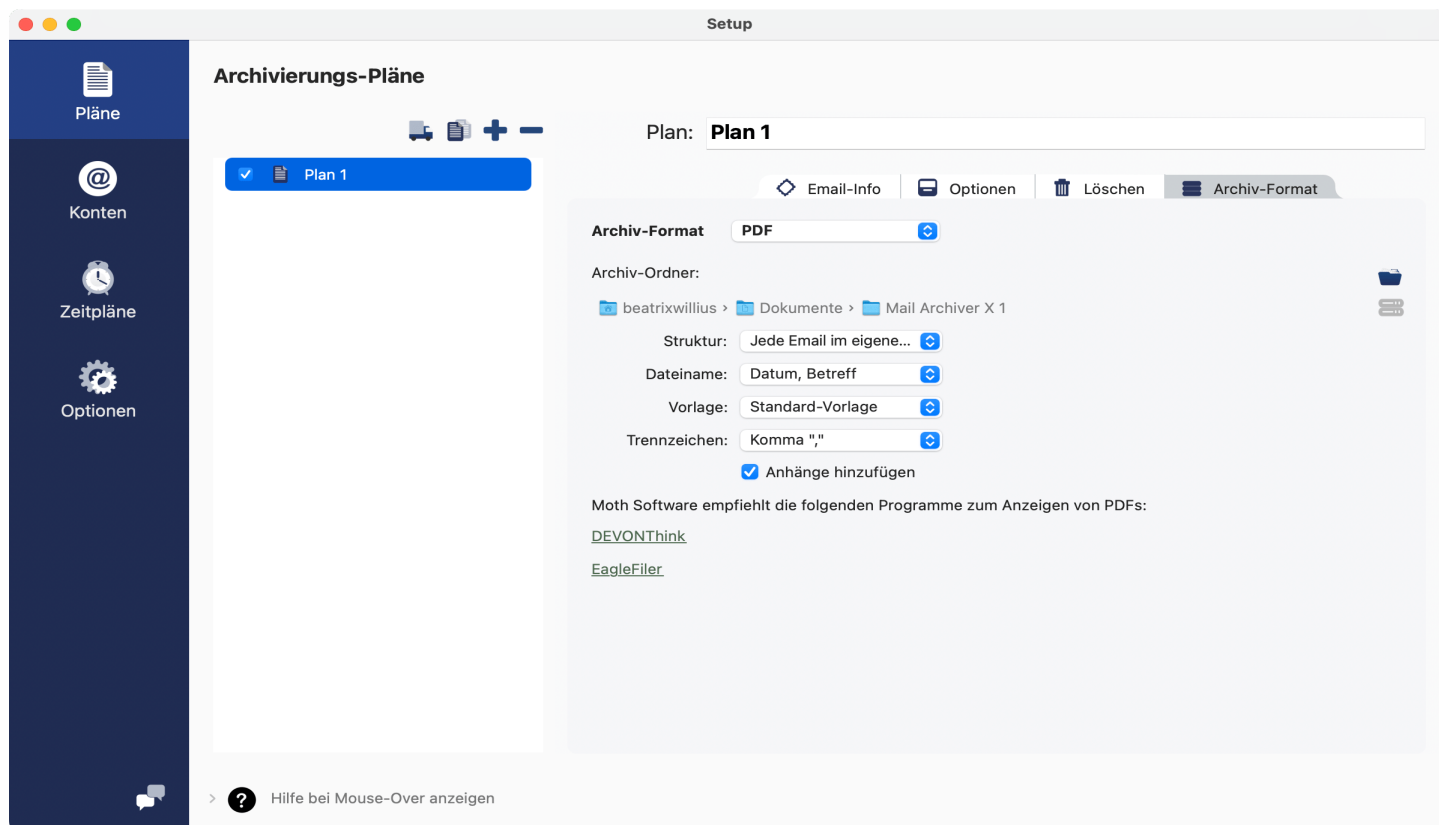 Setup
Pläne
Konten
Zeitpläne
Optionen
Archivierungs-Pläne
Plan 1
Plan: Plan 1
Email-Info Optionen Löschen Archiv-Format
Archiv-Format PDF
Archiv-Ordner:
beatrixwillius › Dokumente › Mail Archiver X 1
Struktur: Jede Email im eigene...
Dateiname: Datum, Betreff
Vorlage: Standard-Vorlage
Trennzeichen: Komma ","
Anhänge hinzufügen
Moth Software empfiehlt die folgenden Programme zum Anzeigen von PDFs:
DEVONThink
EagleFiler
? Hilfe bei Mouse-Over anzeigen